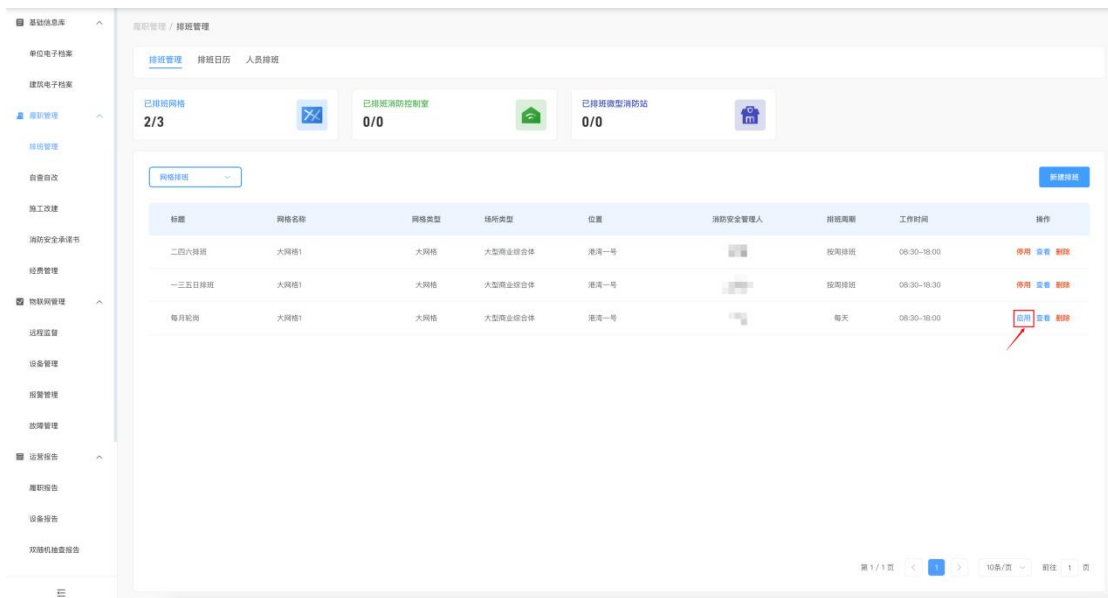 基础信息库
单位电子档案
建筑电子档案
履职管理
排班管理
自查自改
施工改建
消防安全承诺书
经费管理
物联网管理
远程监督
设备管理
报警管理
故障管理
运营报告
履职报告
设备报告
双随机抽查报告
履职管理 / 排班管理
排班管理 排班日历 人员排班
已排班网格
2/3
已排班消防控制室
0/0
已排班微型消防站
0/0
网格排班
新建排班
标题 网格名称 网格类型 场所类型 位置 消防安全管理人 排班周期 工作时间 操作
二四六排班 大网格1 大网格 大型商业综合体 港湾一号 按周排班 08:30-18:00 停用 查看 删除
一三五日排班 大网格1 大网格 大型商业综合体 港湾一号 按周排班 08:30-18:30 停用 查看 删除
每月轮岗 大网格1 大网格 大型商业综合体 港湾一号 每天 08:30-18:00 启用 查看 删除
第 1 / 1 页 < 1 > 10条/页 前往 1 页